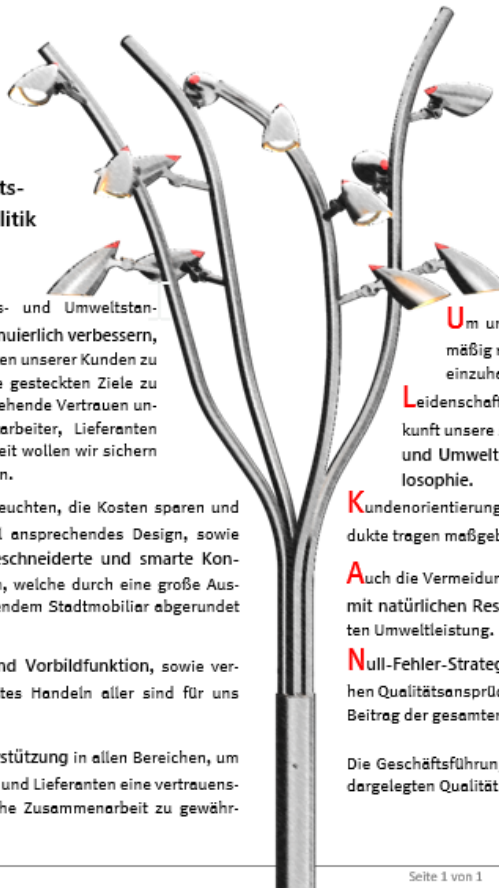 ts-
litik
s- und Umweltstan-
nuierlich verbessern,
en unserer Kunden zu
e gesteckten Ziele zu
ehende Vertrauen un-
arbeiter, Lieferanten
eit wollen wir sichern
n.
euchten, die Kosten sparen und
l ansprechendes Design, sowie
eschneiderte und smarte Kon-
n, welche durch eine große Aus-
endem Stadtmobiliar abgerundet
nd Vorbildfunktion, sowie ver-
tes Handeln aller sind für uns
rstützung in allen Bereichen, um
und Lieferanten eine vertrauens-
he Zusammenarbeit zu gewähr-
Um un
mäßig n
einzuha
Leidenschaft
kunft unsere
und Umwelt
losophie.
Kundenorientierung
dukte tragen maßgeb
Auch die Vermeidun
mit natürlichen Res
ten Umweltleistung.
Null-Fehler-Strateg
hen Qualitätsansprüc
Beitrag der gesamter
Die Geschäftsführun
dargelegten Qualität
Seite 1 von 1